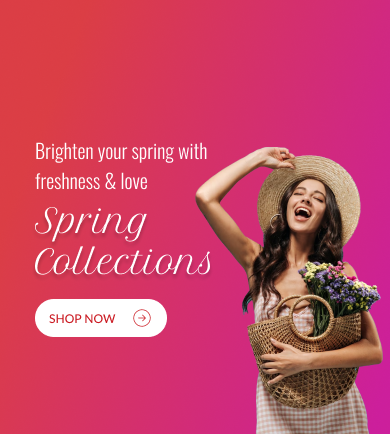 Brighten your spring with
freshness & love
Spring
Collections
SHOP NOW